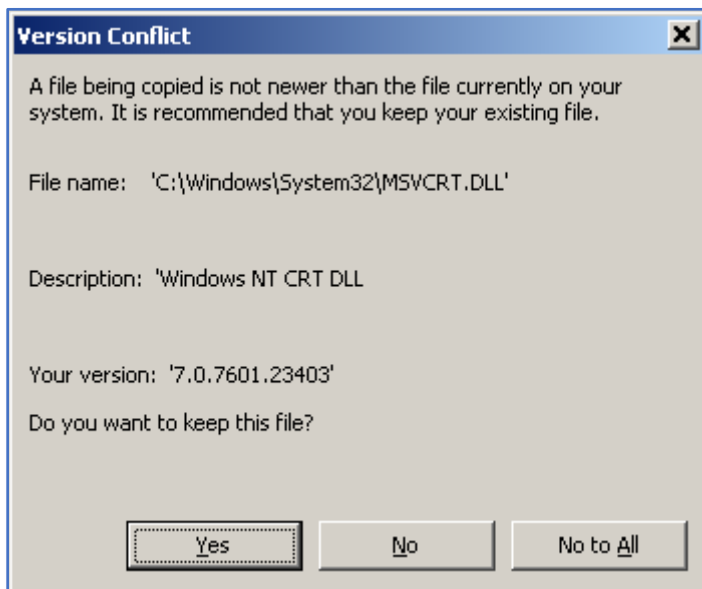 Version Conflict
A file being copied is not newer than the file currently on your
system. It is recommended that you keep your existing file.
File name: 'C:\Windows\System32\MSVCRT.DLL'
Description: 'Windows NT CRT DLL
Your version: '7.0.7601.23403'
Do you want to keep this file?
Yes
No
No to All